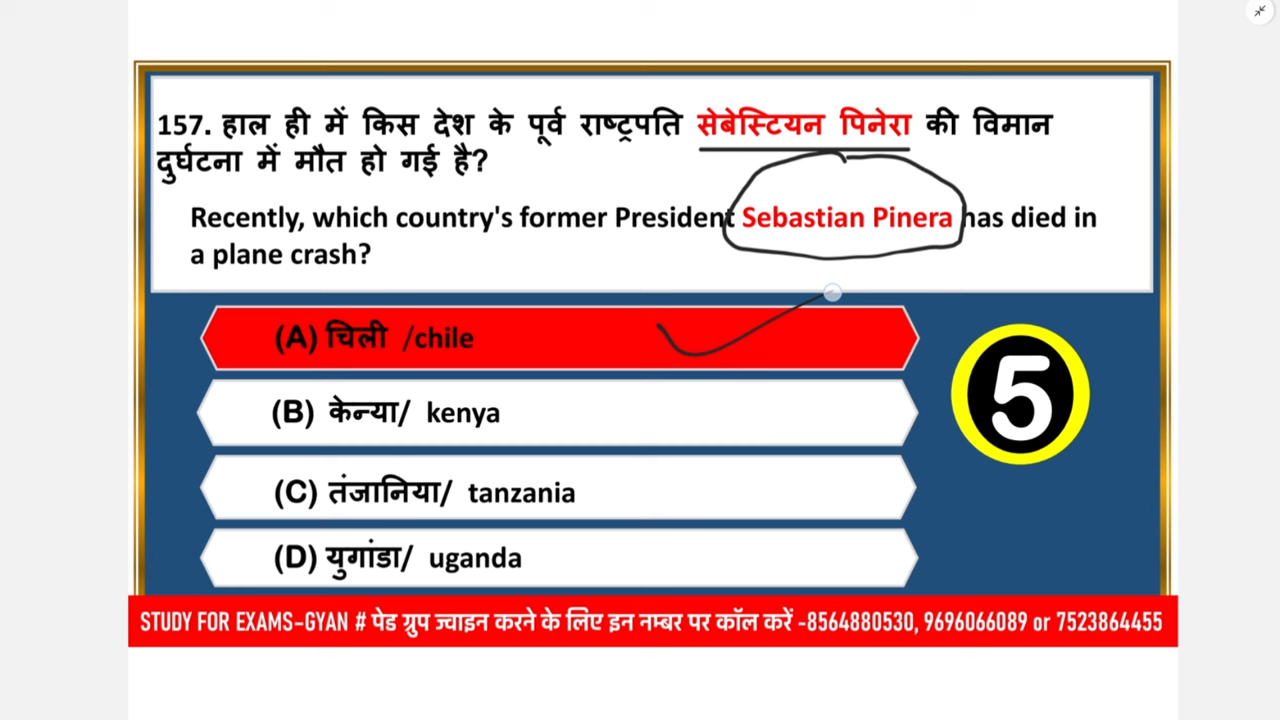 157. हाल ही में किस देश के पूर्व राष्ट्रपति सेबेस्टियन पिनेरा की विमान
दुर्घटना में मौत हो गई है?
Recently, which country's former President Sebastian Pinera has died in
a plane crash?
(A) चिली /chile
(B) केन्या/ kenya
(C) तंजानिया/ tanzania
(D) युगांडा/ uganda
5
STUDY FOR EXAMS-GYAN # पेड ग्रुप ज्वाइन करने के लिए इन नम्बर पर कॉल करें -8564880530, 9696066089 or 7523864455